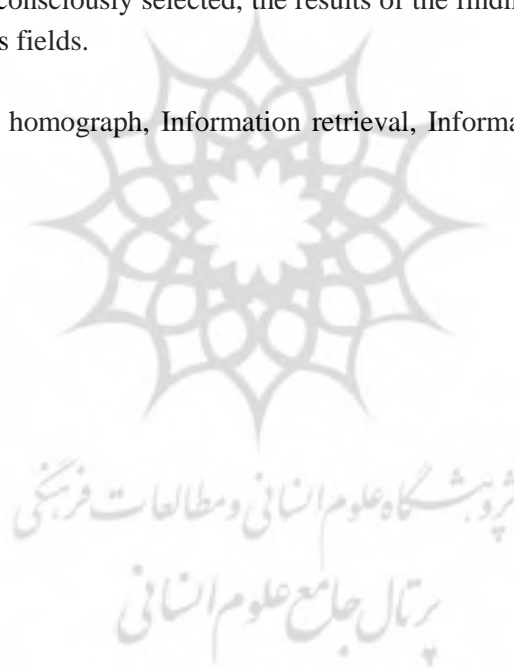 consciously selected, the results of the findin
s fields.
homograph, Information retrieval, Informa
پژوهشگاه علوم انسانی و مطالعات فرهنگی
پرتال جامع علوم انسانی